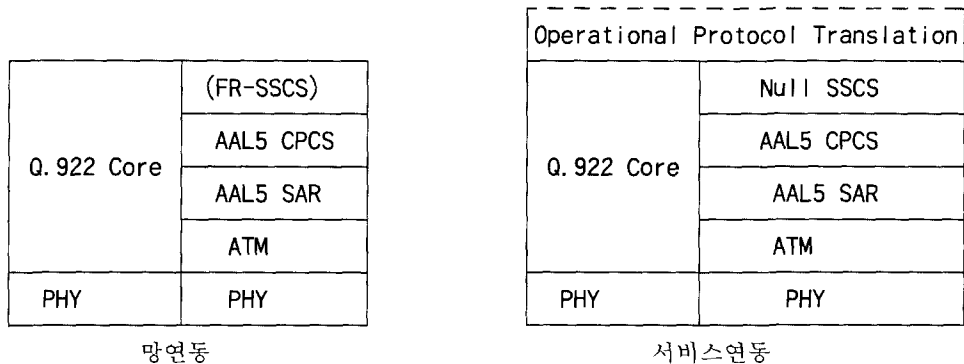 (FR-SSCS)
AAL5 CPCS
Q.922 Core
AAL5 SAR
ATM
PHY PHY
망연동
Operational Protocol Translation
Null SSCS
AAL5 CPCS
Q.922 Core
AAL5 SAR
ATM
PHY PHY
서비스연동